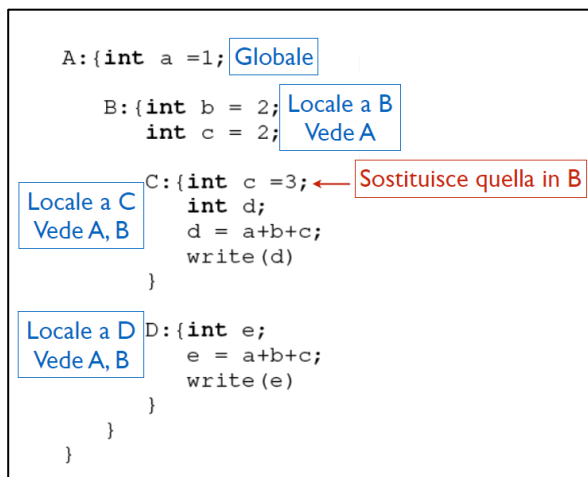 A:{int a =1; Globale
B:{int b = 2; Locale a B
int c = 2; Vede A
C:{int c =3; Sostituisce quella in B
Locale a C
Vede A, B
int d;
d = a+b+c;
write(d)
}
Locale a D
Vede A, B
D:{int e;
e = a+b+c;
write(e)
}
}
}